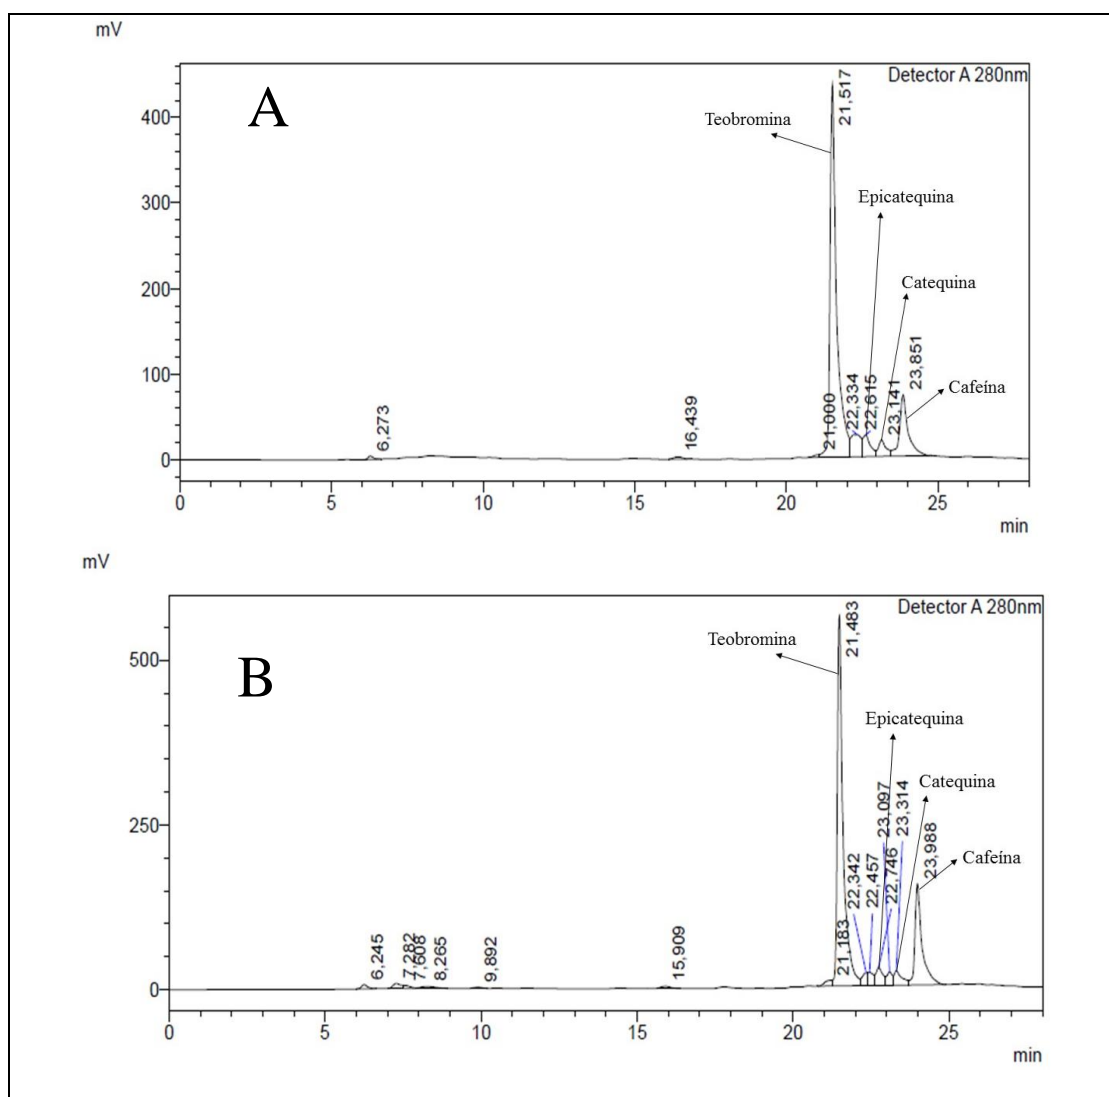 mV
Detector A 280nm
A
21,517
Teobromina
400
300
Epicatequina
Catequina
200
23,851
100
22,334
22,615
23,141
21,000
Cafeína
6,273
16,439
0
0 5 10 15 20 25
min
mV
Detector A 280nm
B
21,483
Teobromina
500
Epicatequina
Catequina
23,097
23,314
250
23,988
Cafeína
22,342
22,457
22,746
21,183
6,245
7,282
7,608
8,265
9,892
15,909
0
0 5 10 15 20 25
min